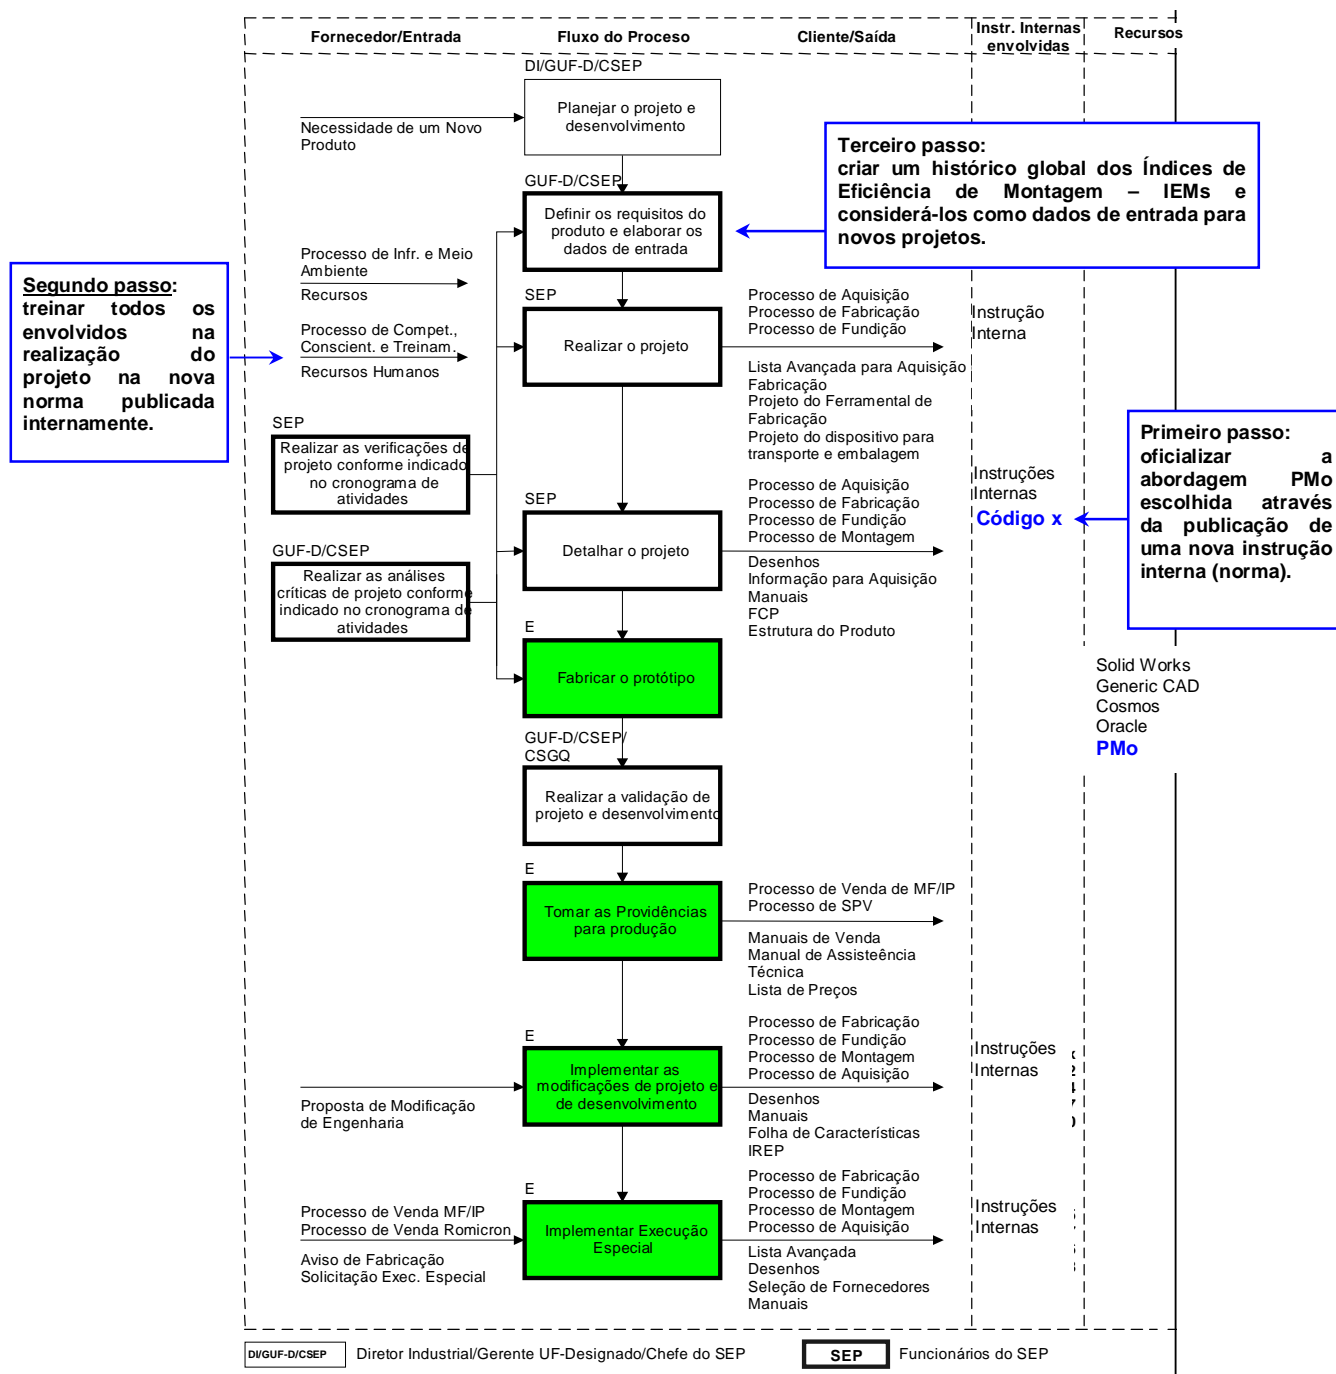 Fornecedor/Entrada
Fluxo do Proceso
Cliente/Saída
Instr. Internas
envolvidas
Recursos
DI/GUF-D/CSEP
Planejar o projeto e
desenvolvimento
Necessidade de um Novo
Produto
Terceiro passo:
criar um histórico global dos Índices de
Eficiência de Montagem – IEMs e
considerá-los como dados de entrada para
novos projetos.
GUF-D/CSEP
Definir os requisitos do
produto e elaborar os
dados de entrada
Processo de Infr. e Meio
Ambiente
Recursos
Processo de Compet.,
Conscient. e Treinam.
Recursos Humanos
Segundo passo:
treinar todos os
envolvidos na
realização do
projeto na nova
norma publicada
internamente.
SEP
Realizar o projeto
Processo de Aquisição
Processo de Fabricação
Processo de Fundição
Lista Avançada para Aquisição
Fabricação
Projeto do Ferramental de
Fabricação
Projeto do dispositivo para
transporte e embalagem
Instrução
Interna
SEP
Realizar as verificações de
projeto conforme indicado
no cronograma de
atividades
Primeiro passo:
oficializar a
abordagem PMo
escolhida através
da publicação de
uma nova instrução
interna (norma).
SEP
Detalhar o projeto
Processo de Aquisição
Processo de Fabricação
Processo de Fundição
Processo de Montagem
Desenhos
Informação para Aquisição
Manuais
FCP
Estrutura do Produto
Instruções
Internas
Código x
GUF-D/CSEP
Realizar as análises
críticas de projeto conforme
indicado no cronograma de
atividades
E
Fabricar o protótipo
Solid Works
Generic CAD
Cosmos
Oracle
PMo
GUF-D/CSEP/
CSGQ
Realizar a validação de
projeto e desenvolvimento
E
Tomar as Providências
para produção
Processo de Venda de MF/IP
Processo de SPV
Manuais de Venda
Manual de Assisteência
Técnica
Lista de Preços
E
Implementar as
modificações de projeto e
de desenvolvimento
Proposta de Modificação
de Engenharia
Processo de Fabricação
Processo de Fundição
Processo de Montagem
Processo de Aquisição
Desenhos
Manuais
Folha de Características
IREP
Instruções
Internas
E
Implementar Execução
Especial
Processo de Venda MF/IP
Processo de Venda Romicron
Aviso de Fabricação
Solicitação Exec. Especial
Processo de Fabricação
Processo de Fundição
Processo de Montagem
Processo de Aquisição
Lista Avançada
Desenhos
Seleção de Fornecedores
Manuais
Instruções
Internas
DI/GUF-D/CSEP
Diretor Industrial/Gerente UF-Designado/Chefe do SEP
SEP
Funcionários do SEP